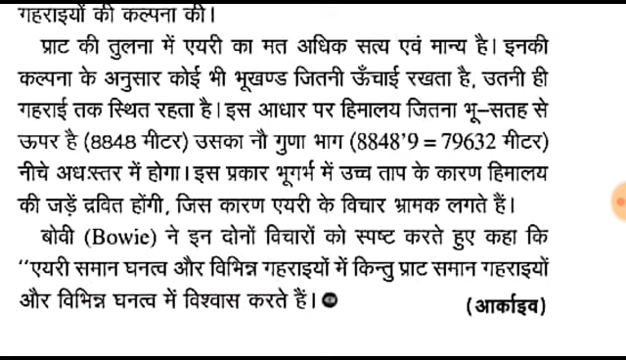 गहराइयों की कल्पना की।
प्राट की तुलना में एयरी का मत अधिक सत्य एवं मान्य है। इनकी
कल्पना के अनुसार कोई भी भूखण्ड जितनी ऊँचाई रखता है, उतनी ही
गहराई तक स्थित रहता है। इस आधार पर हिमालय जितना भू-सतह से
ऊपर है (8848 मीटर) उसका नौ गुणा भाग (8848’9 = 79632 मीटर)
नीचे अधःस्तर में होगा। इस प्रकार भूगर्भ में उच्च ताप के कारण हिमालय
की जड़ें द्रवित होंगी, जिस कारण एयरी के विचार भ्रामक लगते हैं।
बोवी (Bowie) ने इन दोनों विचारों को स्पष्ट करते हुए कहा कि
“एयरी समान घनत्व और विभिन्न गहराइयों में किन्तु प्राट समान गहराइयों
और विभिन्न घनत्व में विश्वास करते हैं।
(आर्काइव)